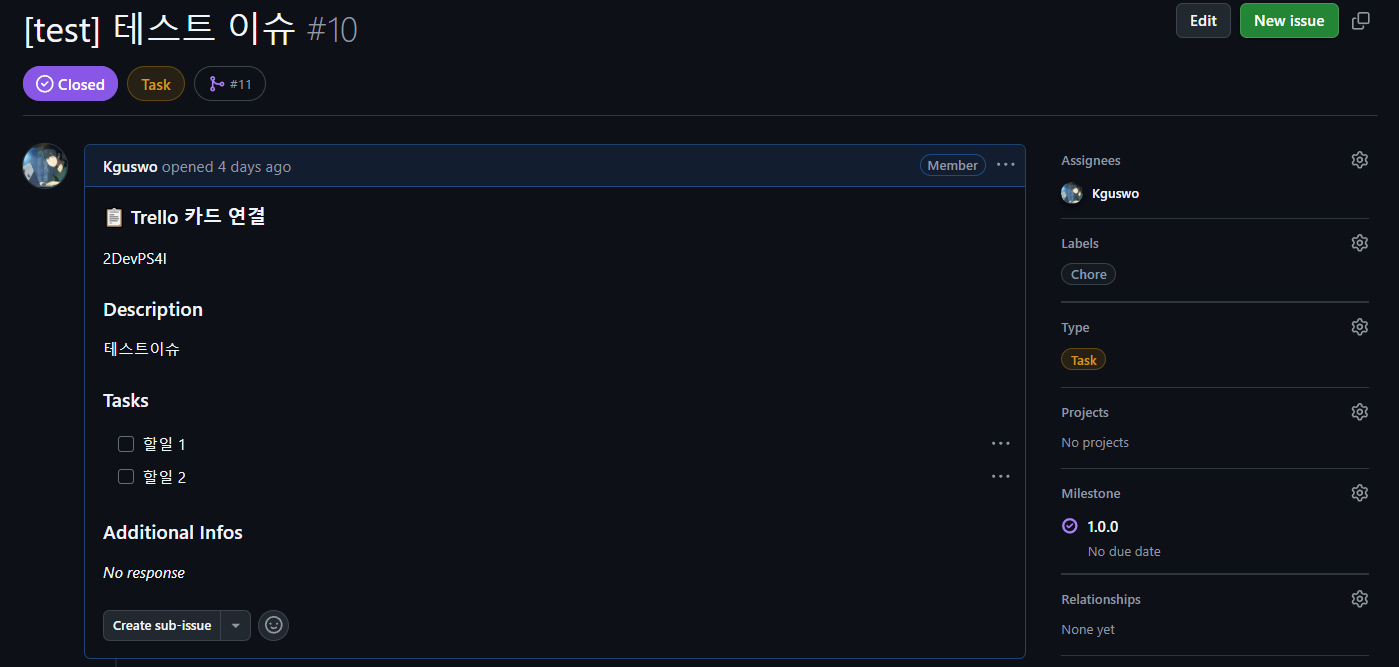 [test] 테스트 이슈 #10
Edit
New issue
Closed
Task
#11
Kguswo opened 4 days ago
Member
Trello 카드 연결
2DevPS4I
Description
테스트이슈
Tasks
할일 1
할일 2
Additional Infos
No response
Create sub-issue
Assignees
Kguswo
Labels
Chore
Type
Task
Projects
No projects
Milestone
1.0.0
No due date
Relationships
None yet